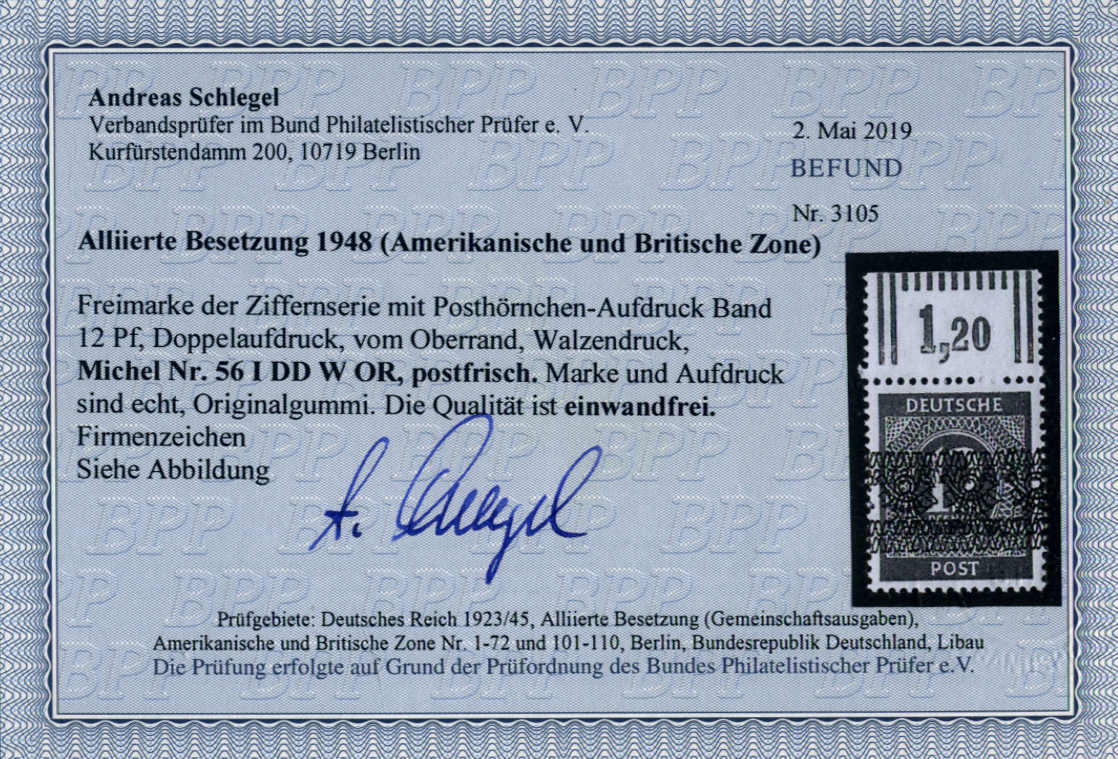 Andreas Schlegel
Verbandsprüfer im Bund Philatelistischer Prüfer e. V.
Kurfürstendamm 200, 10719 Berlin
2. Mai 2019
BEFUND
Nr. 3105
Alliierte Besetzung 1948 (Amerikanische und Britische Zone)
Freimarke der Ziffernserie mit Posthörnchen-Aufdruck Band
12 Pf, Doppelaufdruck, vom Oberrand, Walzendruck,
Michel Nr. 56 I DD W OR, postfrisch. Marke und Aufdruck
sind echt, Originalgummi. Die Qualität ist einwandfrei.
Firmenzeichen
Siehe Abbildung
A. Schlegel
1,20
DEUTSCHE
POST
Prüfgebiete: Deutsches Reich 1923/45, Alliierte Besetzung (Gemeinschaftsausgaben),
Amerikanische und Britische Zone Nr. 1-72 und 101-110, Berlin, Bundesrepublik Deutschland, Libau
Die Prüfung erfolgte auf Grund der Prüfordnung des Bundes Philatelistischer Prüfer e.V.
BPP